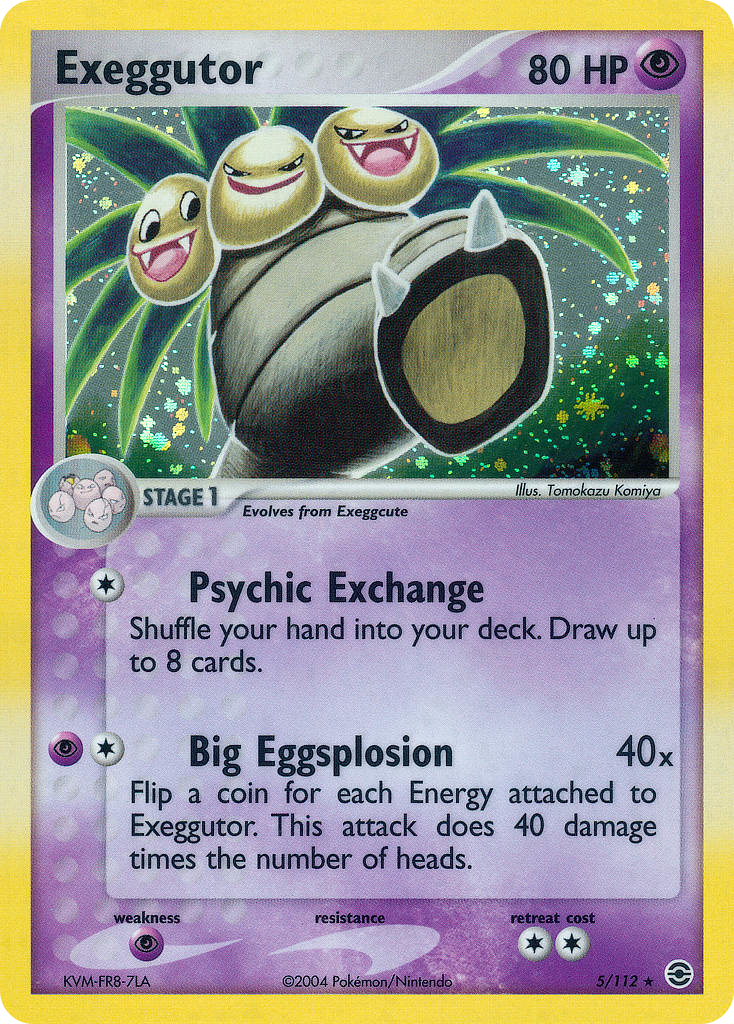 Exeggutor 80 HP
Illus. Tomokazu Komiya
STAGE 1
Evolves from Exeggcute
Psychic Exchange
Shuffle your hand into your deck. Draw up
to 8 cards.
Big Eggsplosion 40x
Flip a coin for each Energy attached to
Exeggutor. This attack does 40 damage
times the number of heads.
weakness resistance retreat cost
KVM-FR8-7LA ©2004 Pokémon/Nintendo 5/112 ★